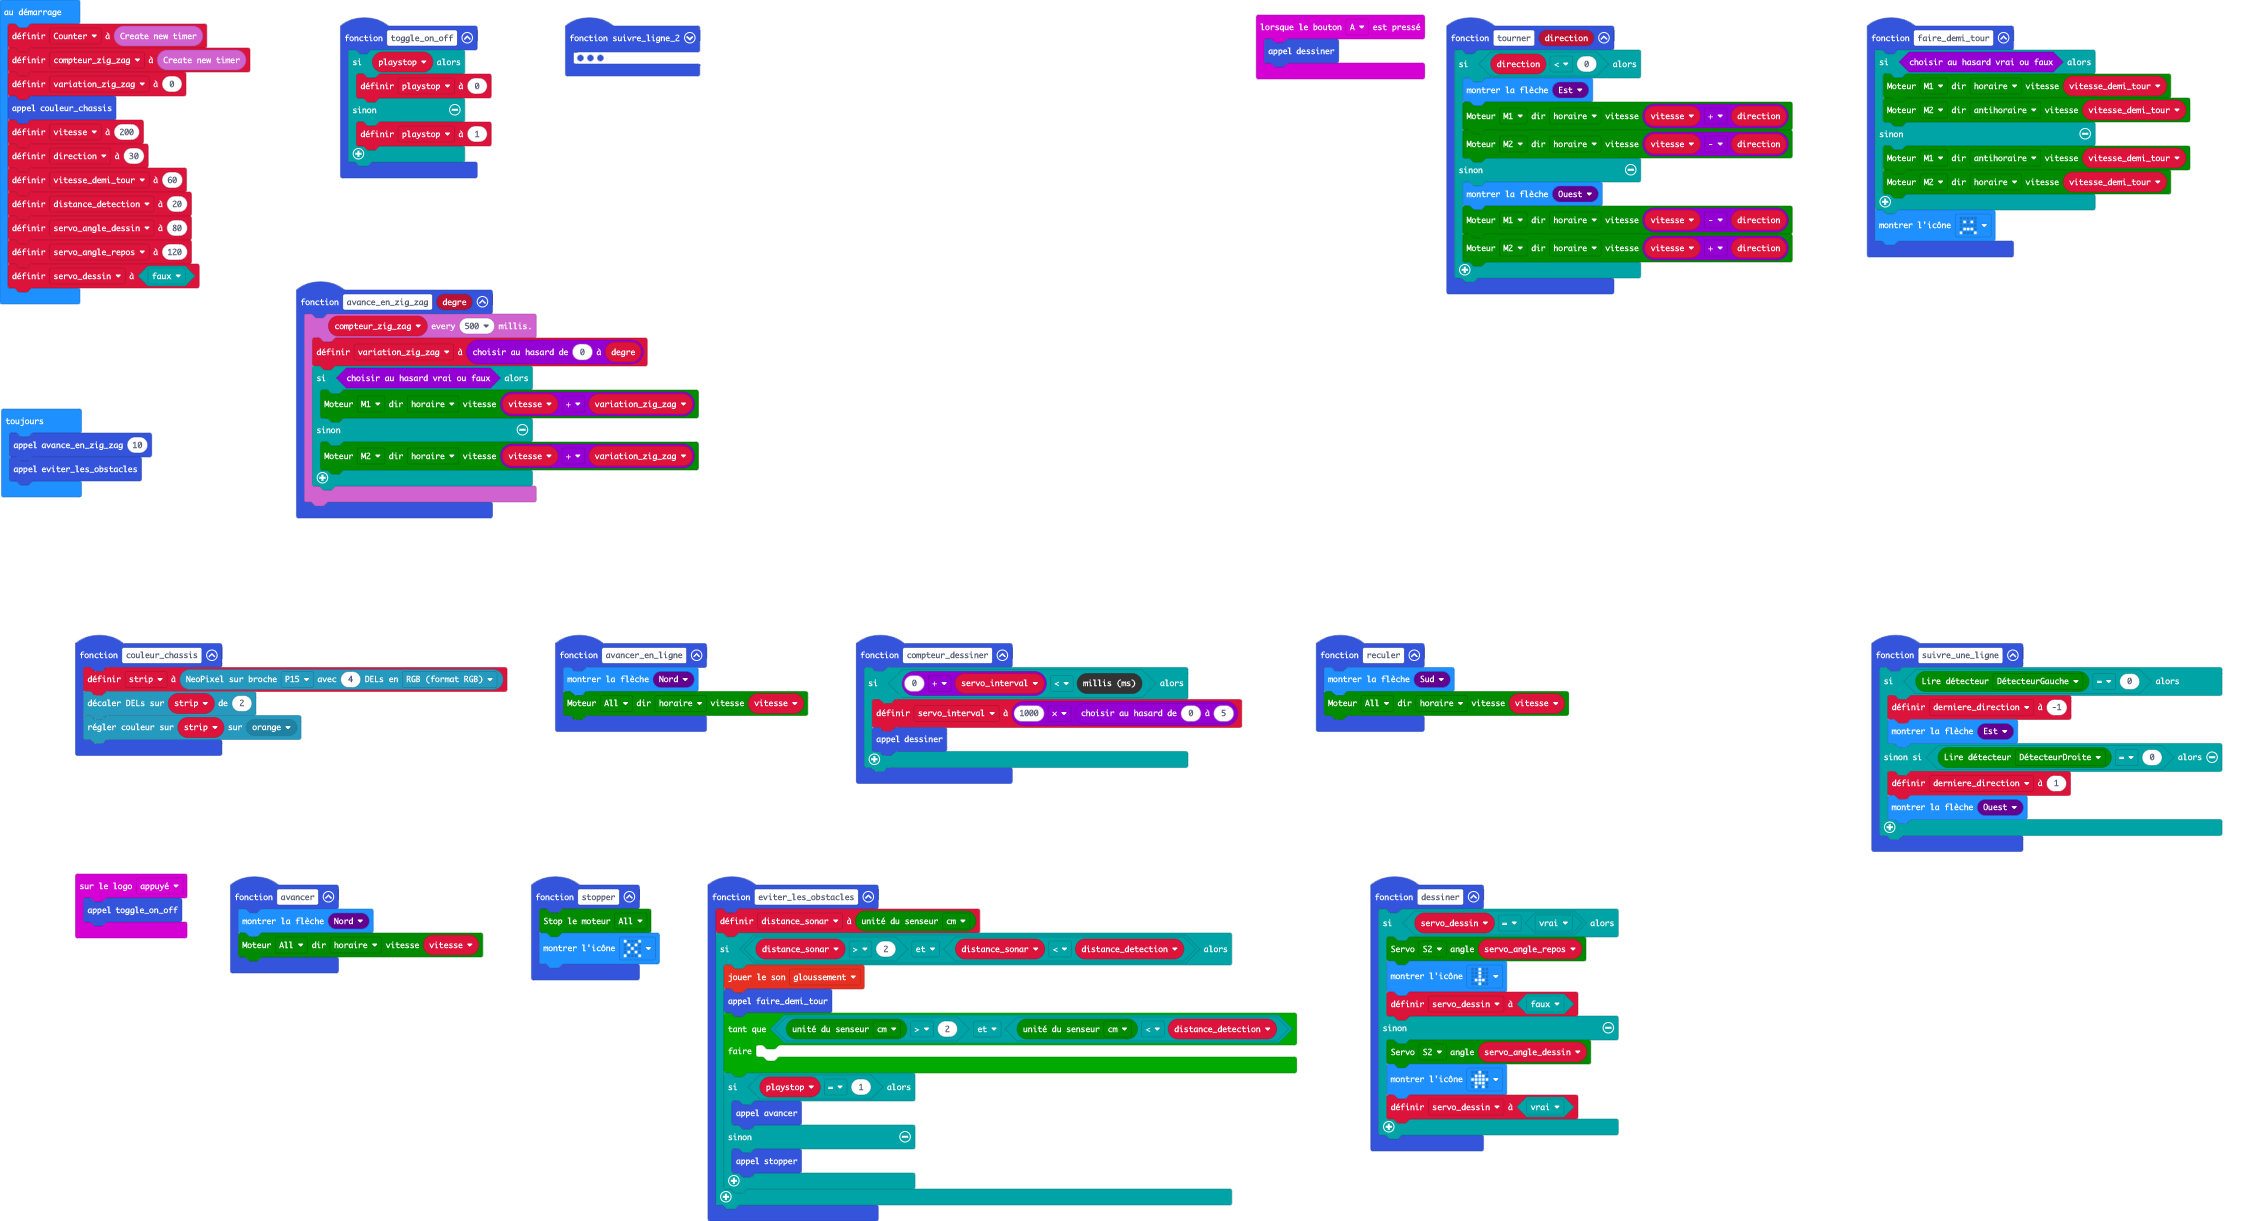 au démarrage
définir Counter à Create new timer
définir compteur_zig_zag à Create new timer
définir variation_zig_zag à 0
appel couleur_chassis
définir vitesse à 200
définir direction à 30
définir vitesse_demi_tour à 60
définir distance_detection à 20
définir servo_angle_dessin à 80
définir servo_angle_repos à 120
définir servo_dessin à faux
fonction toggle_on_off
si playstop alors
définir playstop à 0
sinon
définir playstop à 1
fonction suivre_ligne_2
lorsque le bouton A est pressé
appel dessiner
fonction tourner direction
si direction < 0 alors
montrer la flèche Est
Moteur M1 dir horaire vitesse vitesse + direction
Moteur M2 dir horaire vitesse vitesse - direction
sinon
montrer la flèche Ouest
Moteur M1 dir horaire vitesse vitesse - direction
Moteur M2 dir horaire vitesse vitesse + direction
fonction faire_demi_tour
si choisir au hasard vrai ou faux alors
Moteur M1 dir horaire vitesse vitesse_demi_tour
Moteur M2 dir antihoraire vitesse vitesse_demi_tour
sinon
Moteur M1 dir antihoraire vitesse vitesse_demi_tour
Moteur M2 dir horaire vitesse vitesse_demi_tour
montrer l'icône
fonction avance_en_zig_zag degre
compteur_zig_zag every 500 millis.
définir variation_zig_zag à choisir au hasard de 0 à degre
si choisir au hasard vrai ou faux alors
Moteur M1 dir horaire vitesse vitesse + variation_zig_zag
sinon
Moteur M2 dir horaire vitesse vitesse + variation_zig_zag
toujours
appel avance_en_zig_zag 10
appel eviter_les_obstacles
fonction couleur_chassis
définir strip à NeoPixel sur broche P15 avec 4 DELs en RGB (format RGB)
décaler DELs sur strip de 2
régler couleur sur strip sur orange
fonction avancer_en_ligne
montrer la flèche Nord
Moteur All dir horaire vitesse vitesse
fonction compteur_dessiner
si 0 + servo_interval < millis (ms) alors
définir servo_interval à 1000 × choisir au hasard de 0 à 5
appel dessiner
fonction reculer
montrer la flèche Sud
Moteur All dir horaire vitesse vitesse
fonction suivre_une_ligne
si Lire détecteur DétecteurGauche = 0 alors
définir derniere_direction à -1
montrer la flèche Est
sinon si Lire détecteur DétecteurDroite = 0 alors
définir derniere_direction à 1
montrer la flèche Ouest
sur le logo appuyé
appel toggle_on_off
fonction avancer
montrer la flèche Nord
Moteur All dir horaire vitesse vitesse
fonction stopper
Stop le moteur All
montrer l'icône
fonction eviter_les_obstacles
définir distance_sonar à unité du senseur cm
si distance_sonar > 2 et distance_sonar < distance_detection alors
jouer le son gloussement
appel faire_demi_tour
tant que unité du senseur cm > 2 et unité du senseur cm < distance_detection
faire
si playstop = 1 alors
appel avancer
sinon
appel stopper
fonction dessiner
si servo_dessin = vrai alors
Servo S2 angle servo_angle_repos
montrer l'icône
définir servo_dessin à faux
sinon
Servo S2 angle servo_angle_dessin
montrer l'icône
définir servo_dessin à vrai